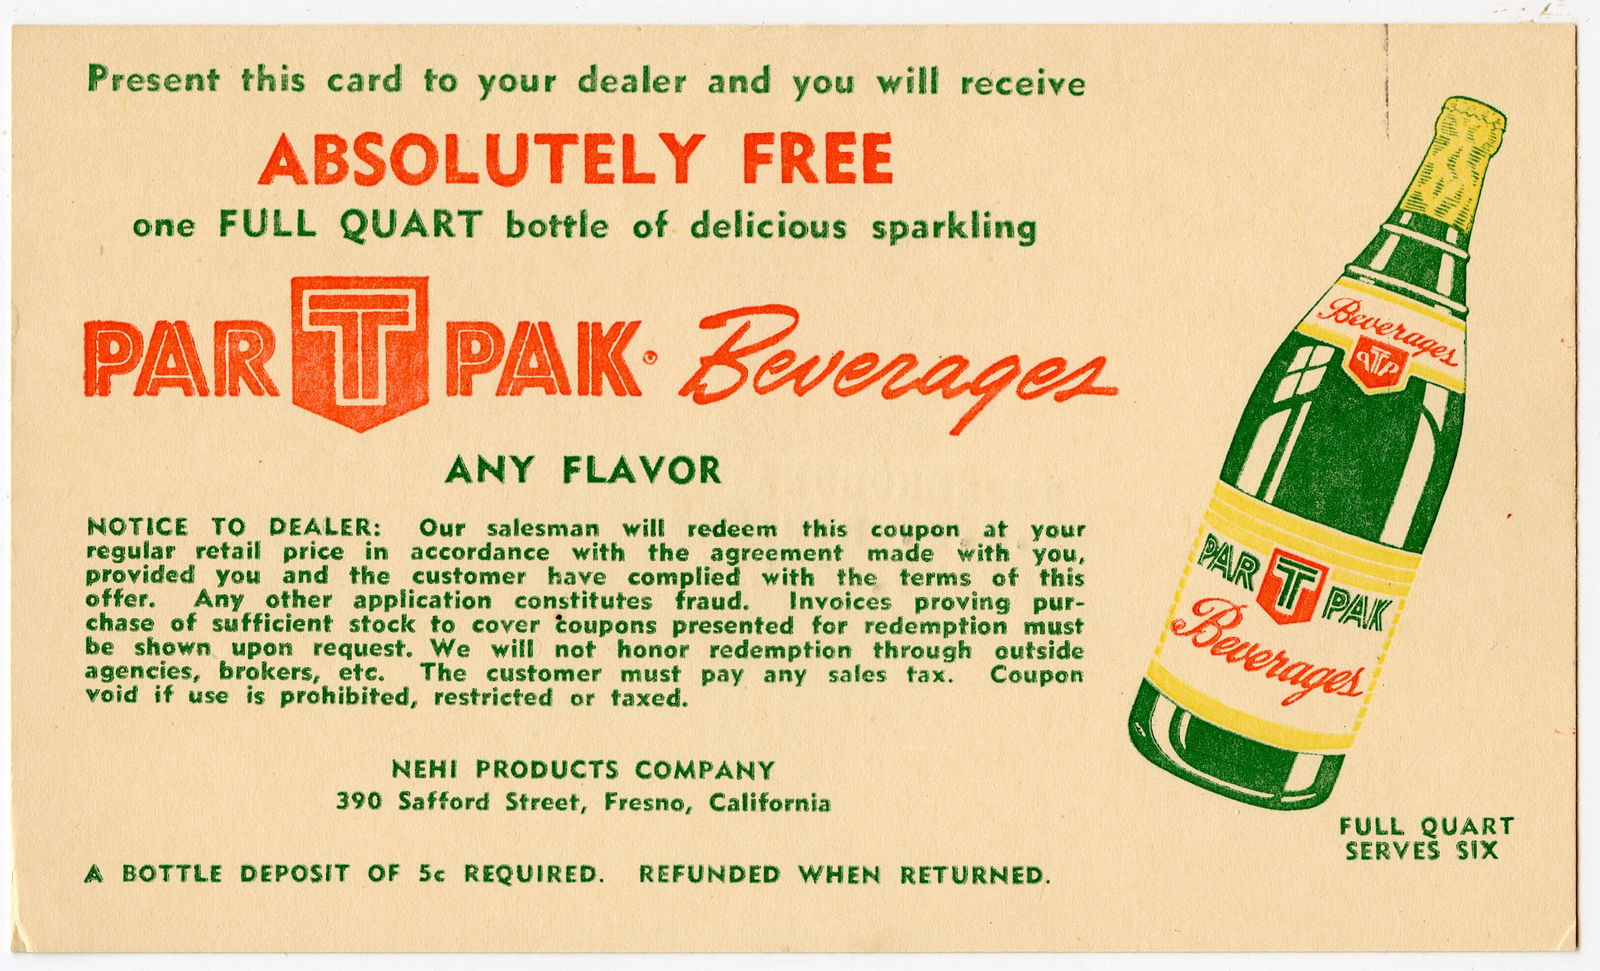 Present this card to your dealer and you will receive
ABSOLUTELY FREE
one FULL QUART bottle of delicious sparkling
PAR T PAK Beverages
ANY FLAVOR
NOTICE TO DEALER: Our salesman will redeem this coupon at your
regular retail price in accordance with the agreement made with you,
provided you and the customer have complied with the terms of this
offer. Any other application constitutes fraud. Invoices proving pur-
chase of sufficient stock to cover coupons presented for redemption must
be shown upon request. We will not honor redemption through outside
agencies, brokers, etc. The customer must pay any sales tax. Coupon
void if use is prohibited, restricted or taxed.
NEHI PRODUCTS COMPANY
390 Safford Street, Fresno, California
A BOTTLE DEPOSIT OF 5c REQUIRED. REFUNDED WHEN RETURNED.
Beverages
PTP
PAR T PAK
Beverages
FULL QUART
SERVES SIX